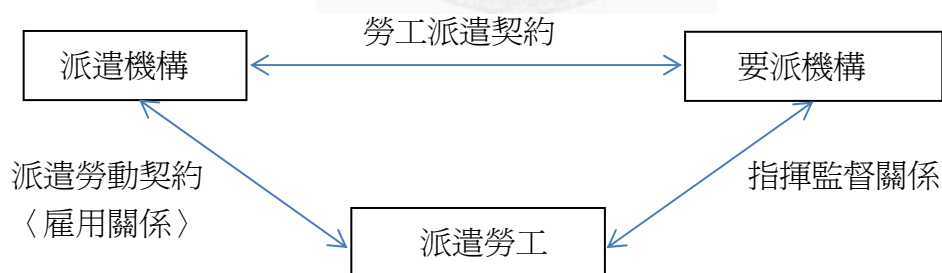 勞工派遣契約
派遣機構
要派機構
派遣勞動契約
〈雇用關係〉
指揮監督關係
派遣勞工